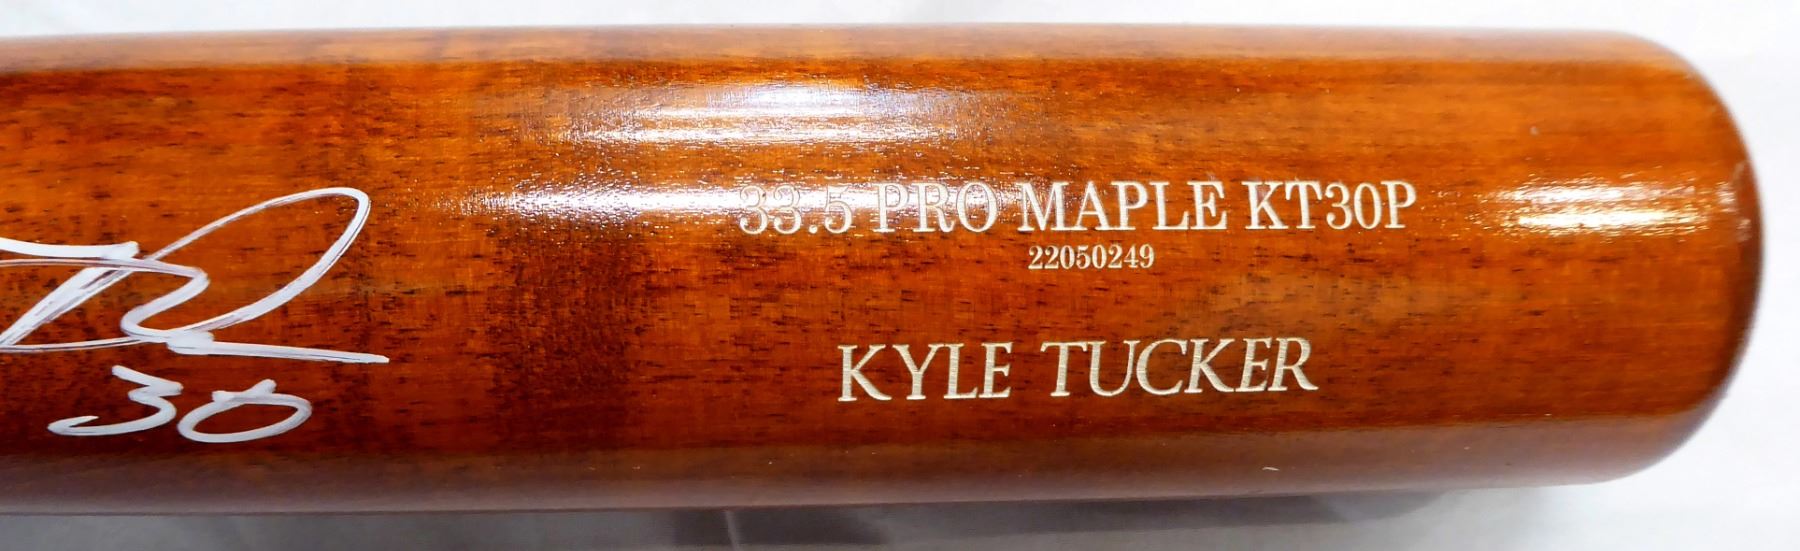 33.5 PRO MAPLE KT30P
22050249
KYLE TUCKER
30